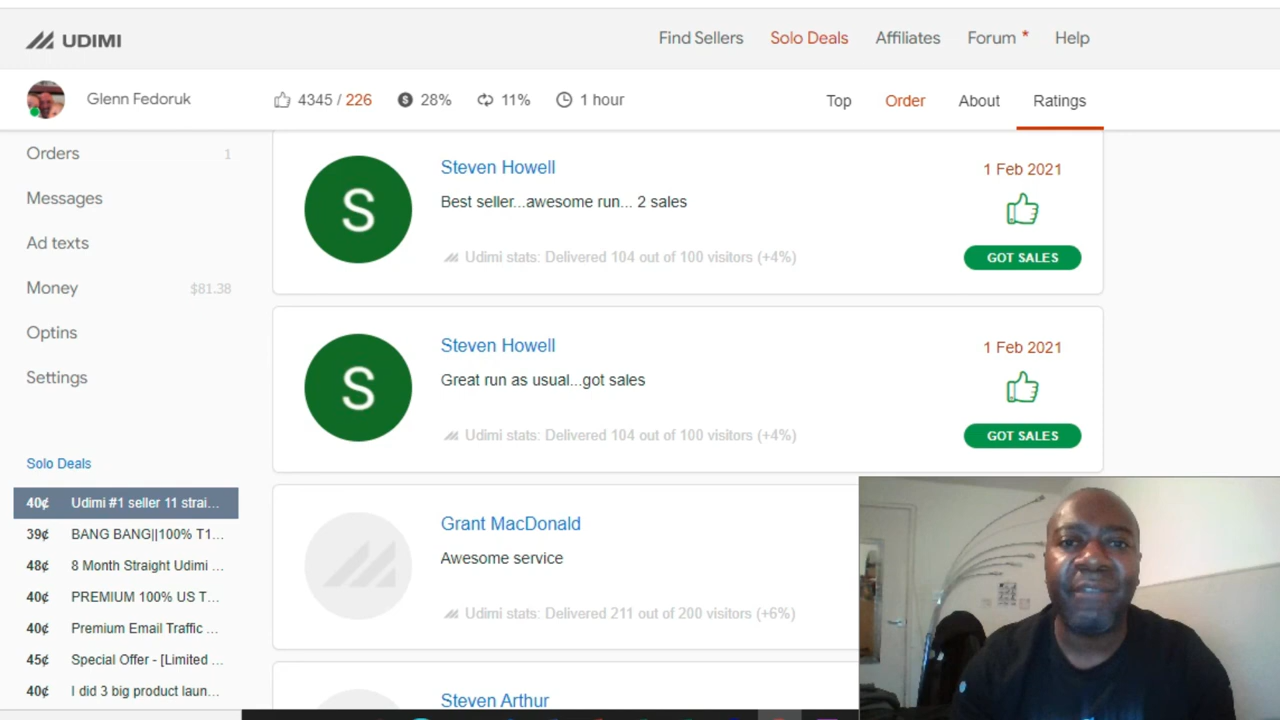 UDIMI
Find Sellers Solo Deals Affiliates Forum * Help
Glenn Fedoruk 4345 / 226 28% 11% 1 hour Top Order About Ratings
Orders 1
Messages
Ad texts
Money $81.38
Optins
Settings
Solo Deals
40¢ Udimi #1 seller 11 strai...
39¢ BANG BANG||100% T1...
48¢ 8 Month Straight Udimi ...
40¢ PREMIUM 100% US T...
40¢ Premium Email Traffic ...
45¢ Special Offer - [Limited ...
40¢ I did 3 big product laun...
S
Steven Howell
1 Feb 2021
Best seller...awesome run... 2 sales
Udimi stats: Delivered 104 out of 100 visitors (+4%)
GOT SALES
S
Steven Howell
1 Feb 2021
Great run as usual...got sales
Udimi stats: Delivered 104 out of 100 visitors (+4%)
GOT SALES
Grant MacDonald
Awesome service
Udimi stats: Delivered 211 out of 200 visitors (+6%)
Steven Arthur